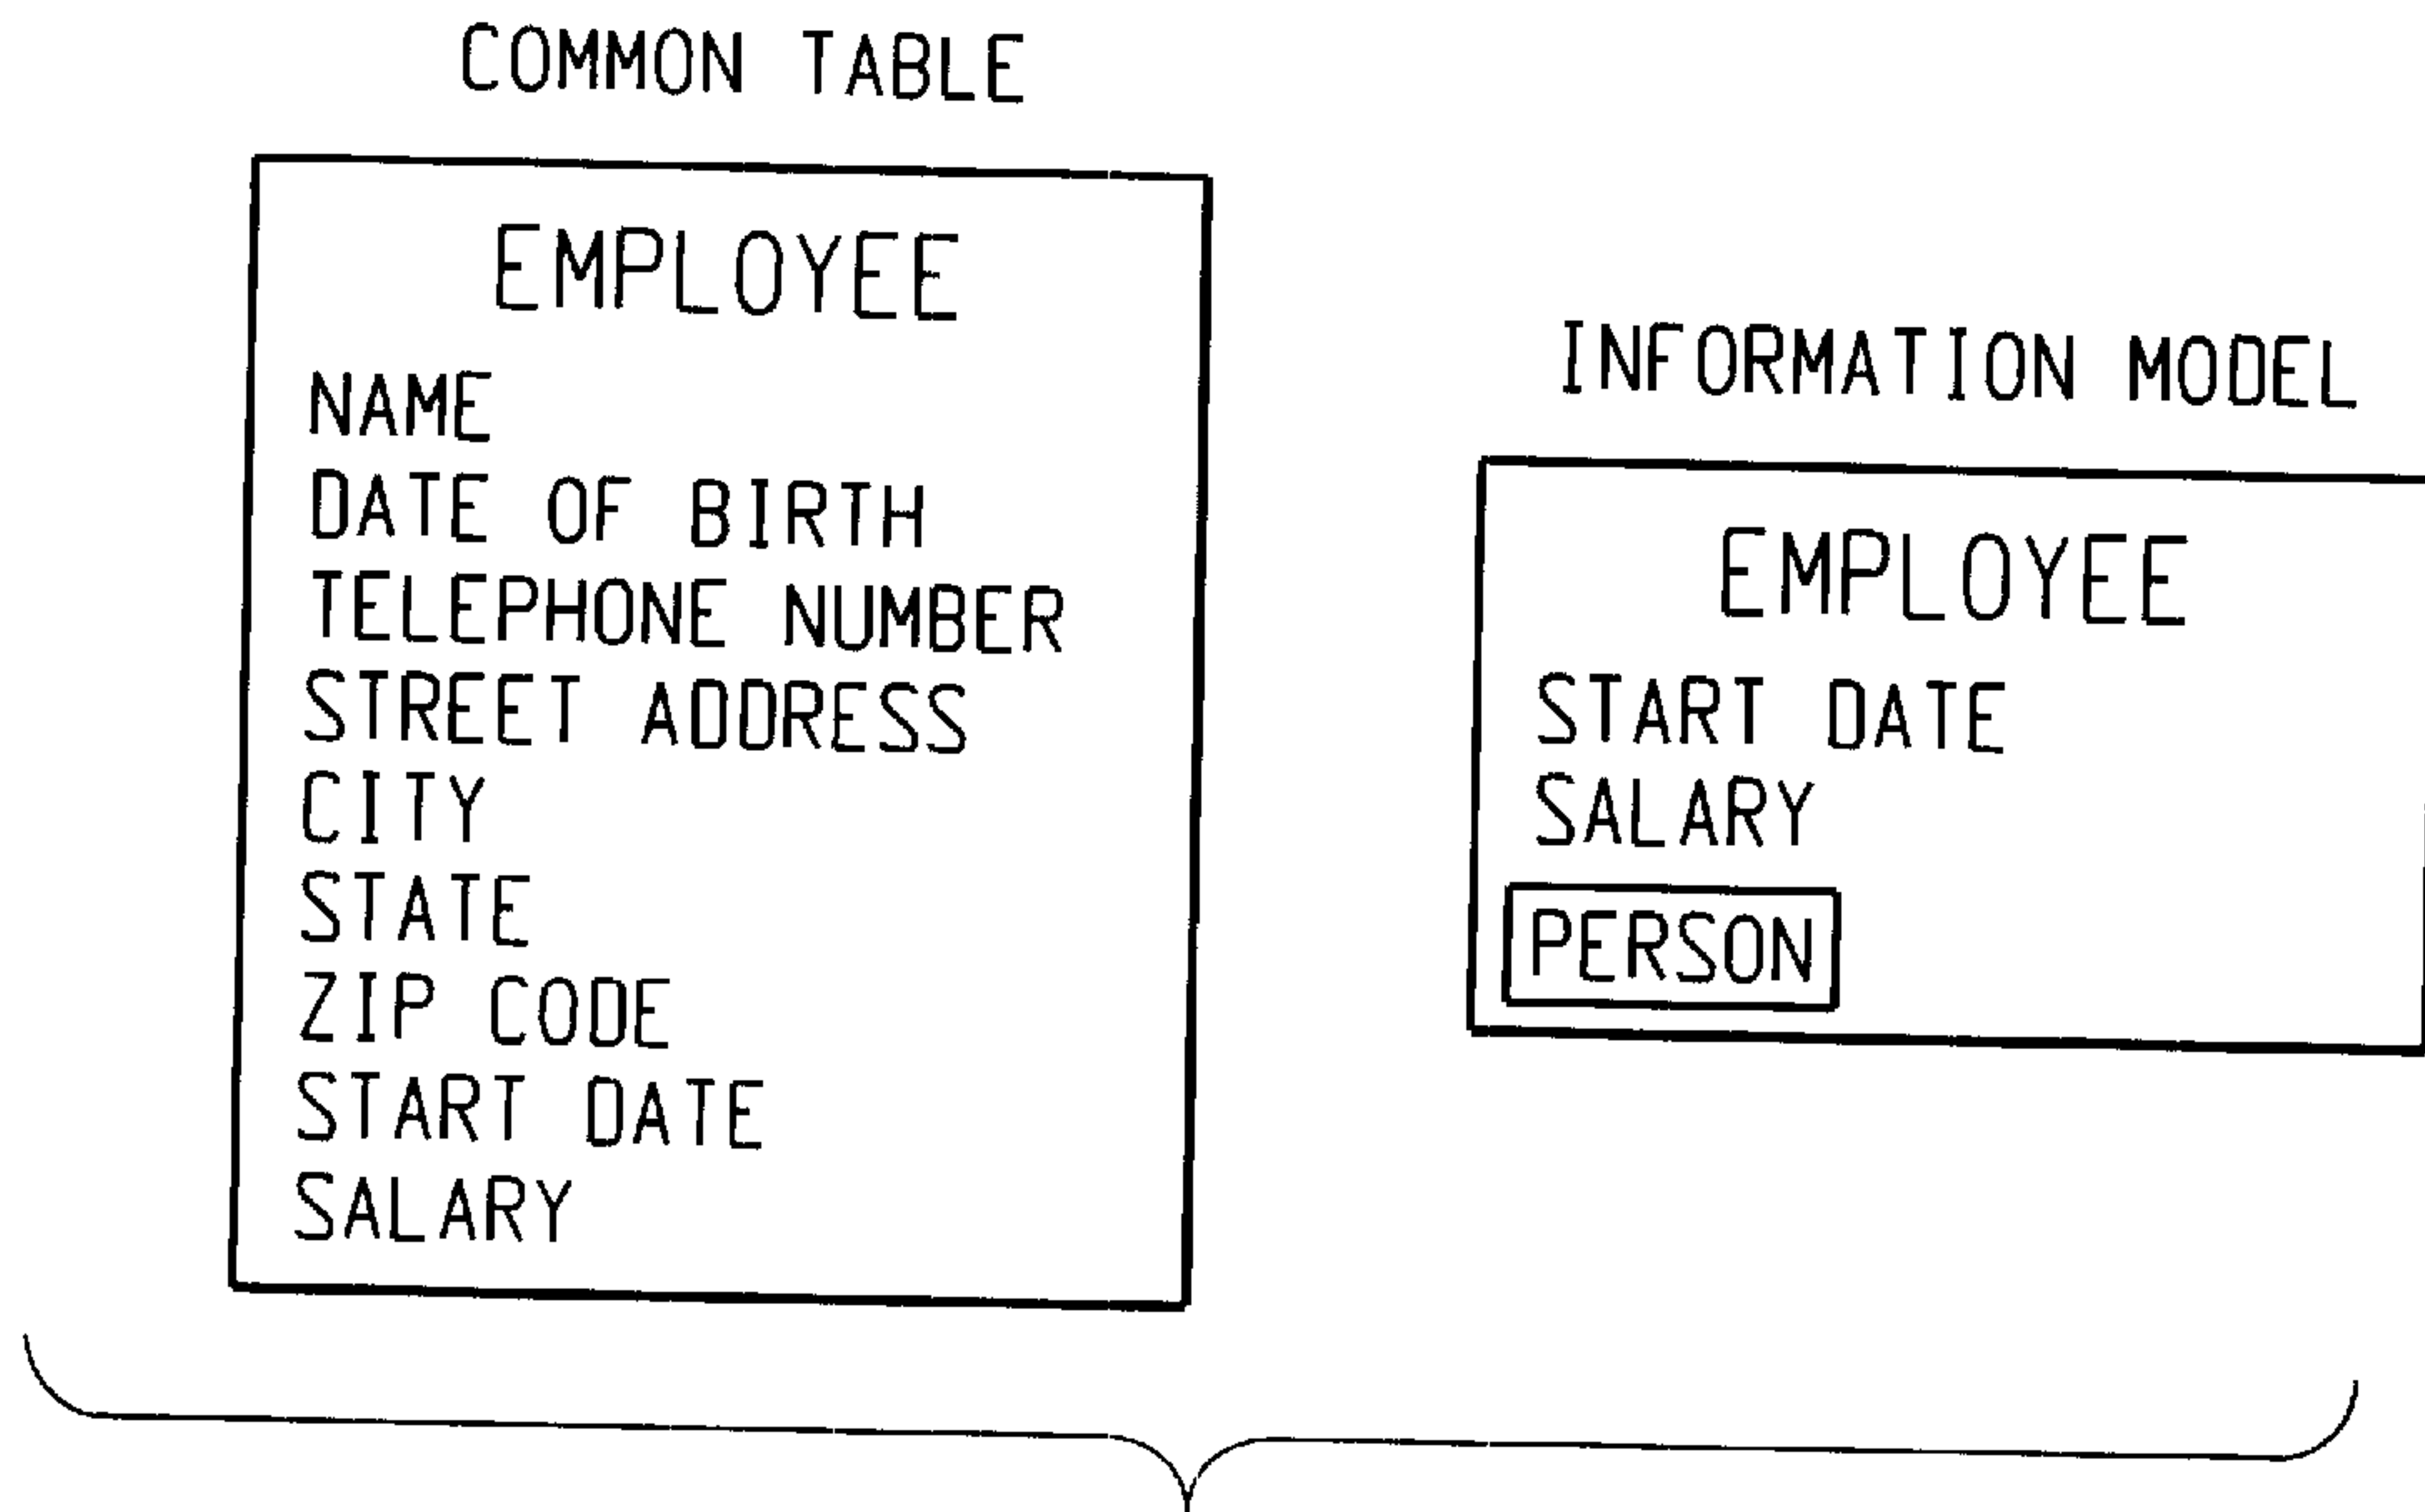 COMMON TABLE
EMPLOYEE
NAME
DATE OF BIRTH
TELEPHONE NUMBER
STREET ADDRESS
CITY
STATE
ZIP CODE
START DATE
SALARY
INFORMATION MODEL
EMPLOYEE
START DATE
SALARY
PERSON